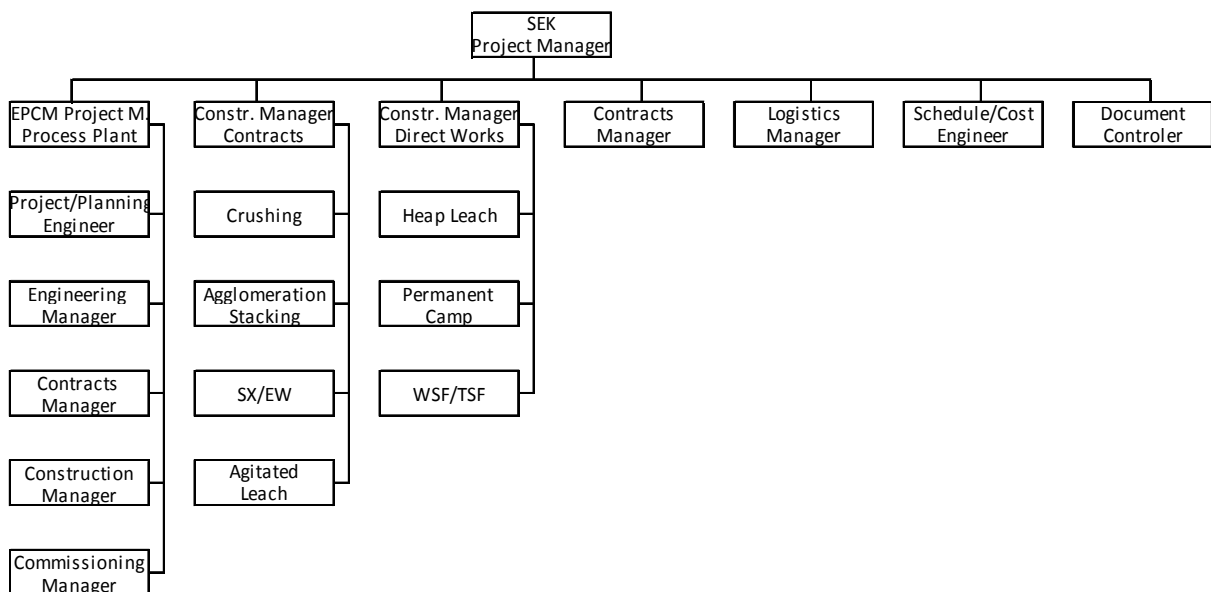 SEK
Project Manager
EPCM Project M.
Process Plant
Constr. Manager
Contracts
Constr. Manager
Direct Works
Contracts
Manager
Logistics
Manager
Schedule/Cost
Engineer
Document
Controler
Project/Planning
Engineer
Crushing
Heap Leach
Engineering
Manager
Agglomeration
Stacking
Permanent
Camp
Contracts
Manager
SX/EW
WSF/TSF
Construction
Manager
Agitated
Leach
Commissioning
Manager